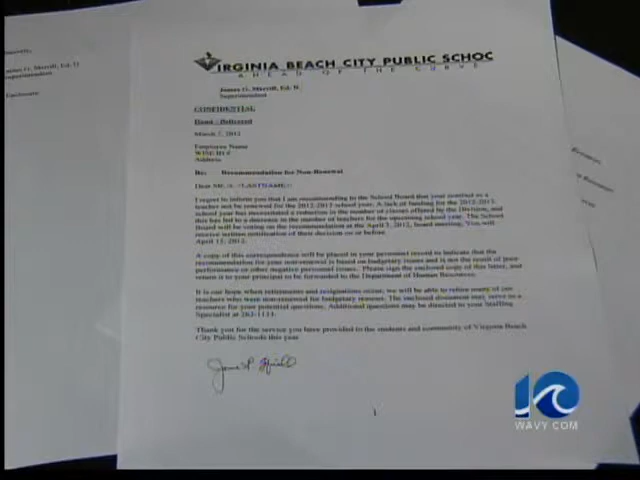 VIRGINIA BEACH CITY PUBLIC SCHOO
AHEAD OF THE CURVE
James G. Merrill, Ed. D.
Superintendent
CONFIDENTIAL
Hand - Delivered
March 7, 2012
Employee Name
Address
Re: Recommendation for Non-Renewal
Dear
I regret to inform you that I am recommending to the School Board that your contract as a
teacher not be renewed for the 2012-2013 school year. A lack of funding for the 2012-2013
school year has necessitated a reduction in the number of classes offered by the Division, and
this has led to a decrease in the number of teachers for the upcoming school year. The School
Board will be voting on the recommendation at the April 3, 2012, board meeting. You will
receive written notification of their decision on or before
April 15, 2012.
A copy of this correspondence will be placed in your personnel record to indicate that the
recommendation for your non-renewal is based on budgetary issues and is not the result of poor
performance or other negative personnel issues. Please sign the enclosed copy of this letter, and
return it to your principal to be forwarded to the Department of Human Resources.
It is our hope when retirements and resignations occur, we will be able to rehire many of our
teachers who were non-renewed for budgetary reasons. The enclosed document may serve as a
resource for your potential questions. Additional questions may be directed to your Staffing
Specialist at 263-1133.
Thank you for the service you have provided to the students and community of Virginia Beach
City Public Schools this year.
1
10
WAVY.COM